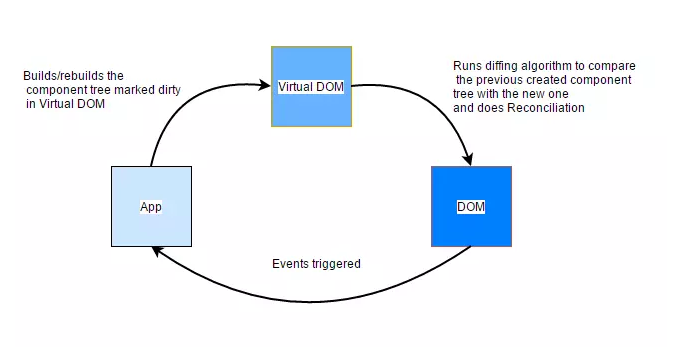 Builds/rebuilds the
component tree marked dirty
in Virtual DOM
Virtual DOM
Runs diffing algorithm to compare
the previous created component
tree with the new one
and does Reconciliation
App
DOM
Events triggered